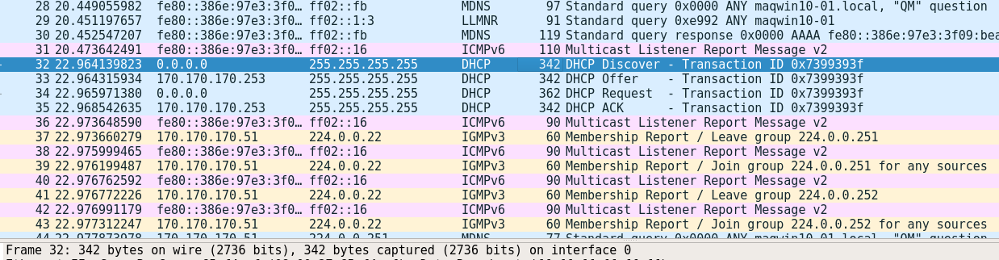 28 20.449055982 fe80::386e:97e3:3f0… ff02::fb MDNS 97 Standard query 0x0000 ANY maqwin10-01.local, "QM" question
29 20.451197657 fe80::386e:97e3:3f0… ff02::1:3 LLMNR 91 Standard query 0xe992 ANY maqwin10-01
30 20.452547207 fe80::386e:97e3:3f0… ff02::fb MDNS 119 Standard query response 0x0000 AAAA fe80::386e:97e3:3f09:bea
31 20.473642491 fe80::386e:97e3:3f0… ff02::16 ICMPv6 110 Multicast Listener Report Message v2
32 22.964139823 0.0.0.0 255.255.255.255 DHCP 342 DHCP Discover - Transaction ID 0x7399393f
33 22.964315934 170.170.170.253 255.255.255.255 DHCP 342 DHCP Offer - Transaction ID 0x7399393f
34 22.965971380 0.0.0.0 255.255.255.255 DHCP 362 DHCP Request - Transaction ID 0x7399393f
35 22.968542635 170.170.170.253 255.255.255.255 DHCP 342 DHCP ACK - Transaction ID 0x7399393f
36 22.973648590 fe80::386e:97e3:3f0… ff02::16 ICMPv6 90 Multicast Listener Report Message v2
37 22.973660279 170.170.170.51 224.0.0.22 IGMPv3 60 Membership Report / Leave group 224.0.0.251
38 22.975999465 fe80::386e:97e3:3f0… ff02::16 ICMPv6 90 Multicast Listener Report Message v2
39 22.976199487 170.170.170.51 224.0.0.22 IGMPv3 60 Membership Report / Join group 224.0.0.251 for any sources
40 22.976762592 fe80::386e:97e3:3f0… ff02::16 ICMPv6 90 Multicast Listener Report Message v2
41 22.976772226 170.170.170.51 224.0.0.22 IGMPv3 60 Membership Report / Leave group 224.0.0.252
42 22.976991179 fe80::386e:97e3:3f0… ff02::16 ICMPv6 90 Multicast Listener Report Message v2
43 22.977312247 170.170.170.51 224.0.0.22 IGMPv3 60 Membership Report / Join group 224.0.0.252 for any sources
44 22.977873978 170.170.170.51 224.0.0.251 MDNS 77 Standard query 0x0000 ANY maqwin10-01.local, "QM" question
Frame 32: 342 bytes on wire (2736 bits), 342 bytes captured (2736 bits) on interface 0